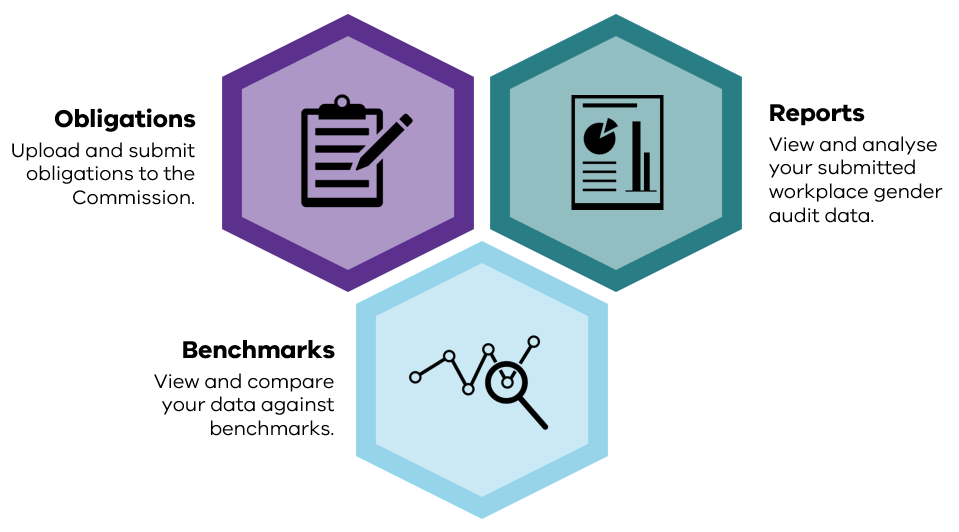 Obligations
Upload and submit
obligations to the
Commission.
Reports
View and analyse
your submitted
workplace gender
audit data.
Benchmarks
View and compare
your data against
benchmarks.